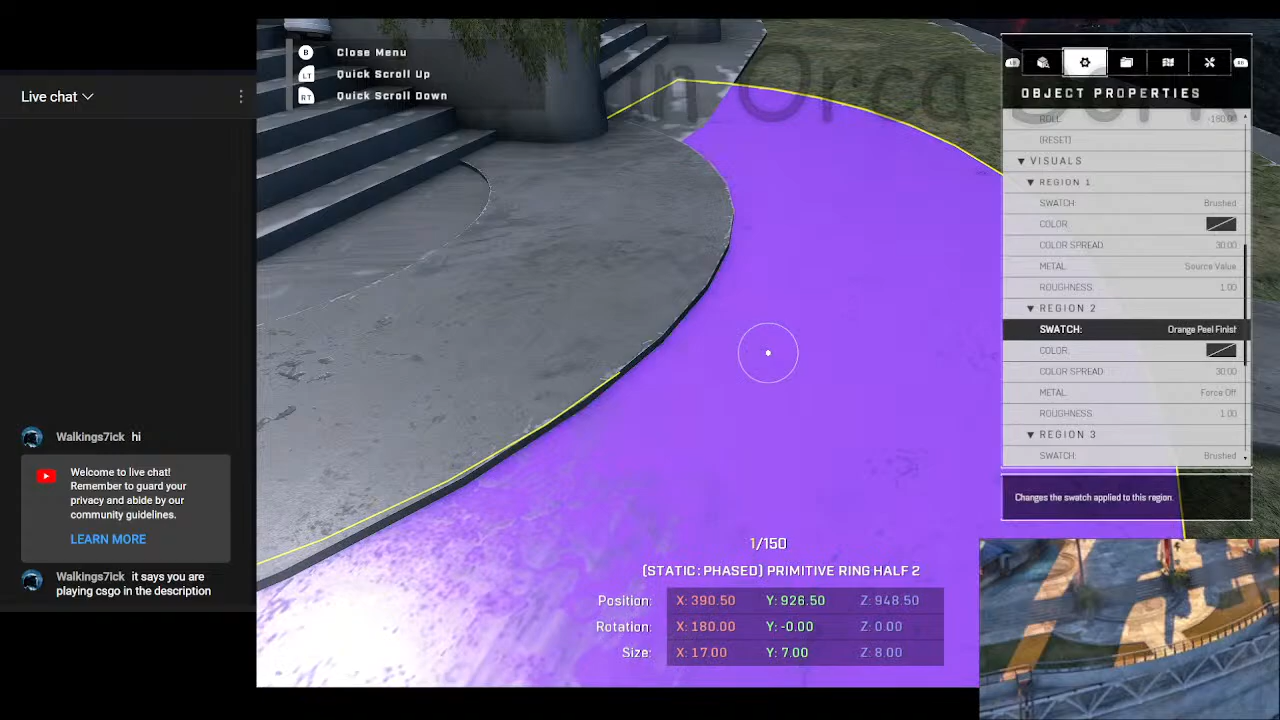 Live chat
Walkings7ick hi
Welcome to live chat!
Remember to guard your
privacy and abide by our
community guidelines.
LEARN MORE
Walkings7ick it says you are
playing csgo in the description
B Close Menu
LT Quick Scroll Up
RT Quick Scroll Down
in Orca
1/150
(STATIC:PHASED) PRIMITIVE RING HALF 2
Position: X: 390.50 Y: 926.50 Z: 948.50
Rotation: X: 180.00 Y: -0.00 Z: 0.00
Size: X: 17.00 Y: 7.00 Z: 8.00
OBJECT PROPERTIES
ROLL -180.0
(RESET)
VISUALS
REGION 1
SWATCH: Brushed
COLOR
COLOR SPREAD 30.00
METAL: Source Value
ROUGHNESS: 1.00
REGION 2
SWATCH: Orange Peel Finist
COLOR:
COLOR SPREAD 30.00
METAL: Force Off
ROUGHNESS: 1.00
REGION 3
SWATCH: Brushed
Changes the swatch applied to this region.